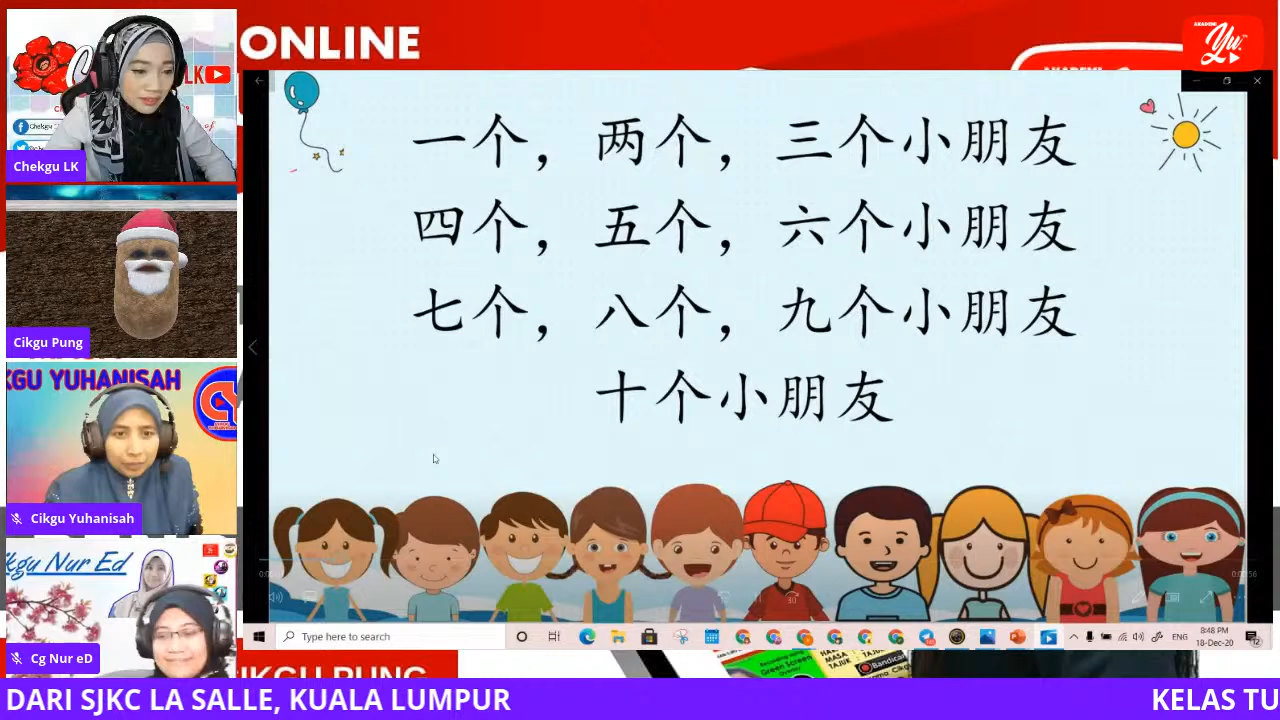 ONLINE
AKADEMI
Yu
LK
Chekgu LK
Cikgu Pung
KGU YUHANISAH
Cikgu Yuhanisah
kgu Nur Ed
Cg Nur eD
一个，两个，三个小朋友
四个，五个，六个小朋友
七个，八个，九个小朋友
十个小朋友
Type here to search
ENG
8:48 PM
18-Dec-20
DARI SJKC LA SALLE, KUALA LUMPUR
KELAS TU